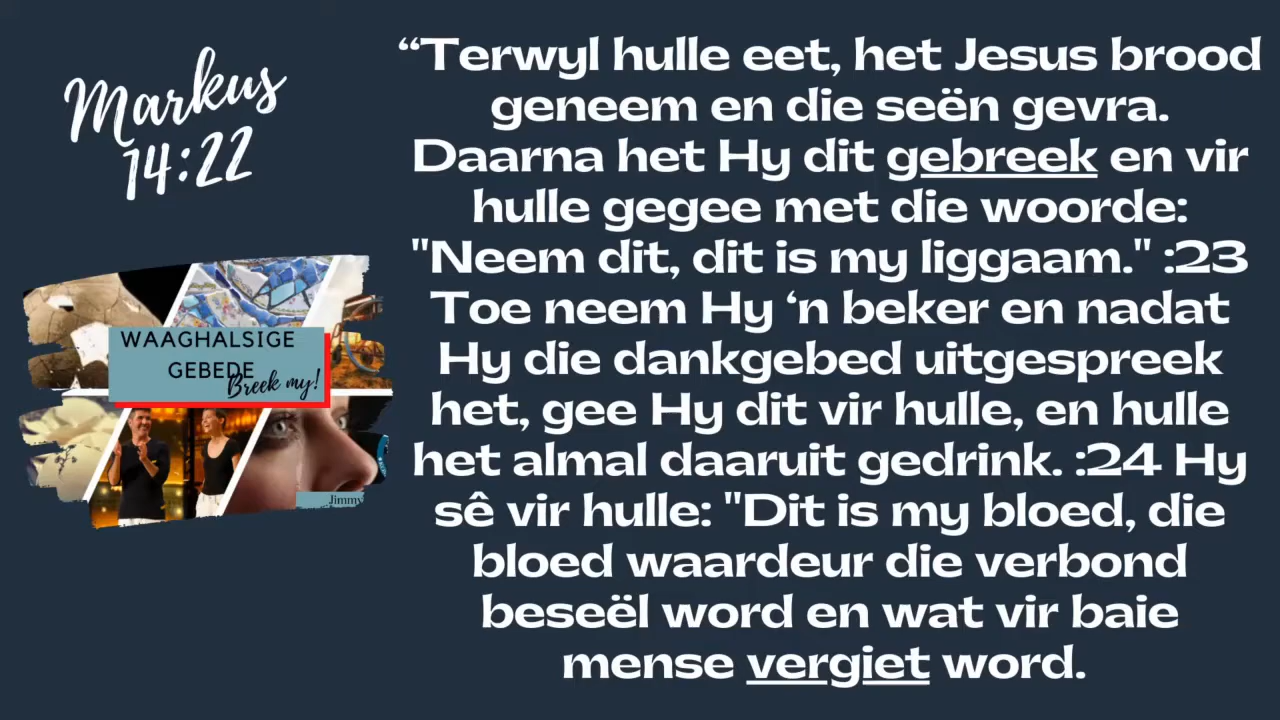 Markus
14:22
WAAGHALSIGE
GEBEDE
Breek my!
Jimmy
“Terwyl hulle eet, het Jesus brood
geneem en die seën gevra.
Daarna het Hy dit gebreek en vir
hulle gegee met die woorde:
"Neem dit, dit is my liggaam." :23
Toe neem Hy ‘n beker en nadat
Hy die dankgebed uitgespreek
het, gee Hy dit vir hulle, en hulle
het almal daaruit gedrink. :24 Hy
sê vir hulle: "Dit is my bloed, die
bloed waardeur die verbond
beseël word en wat vir baie
mense vergiet word.